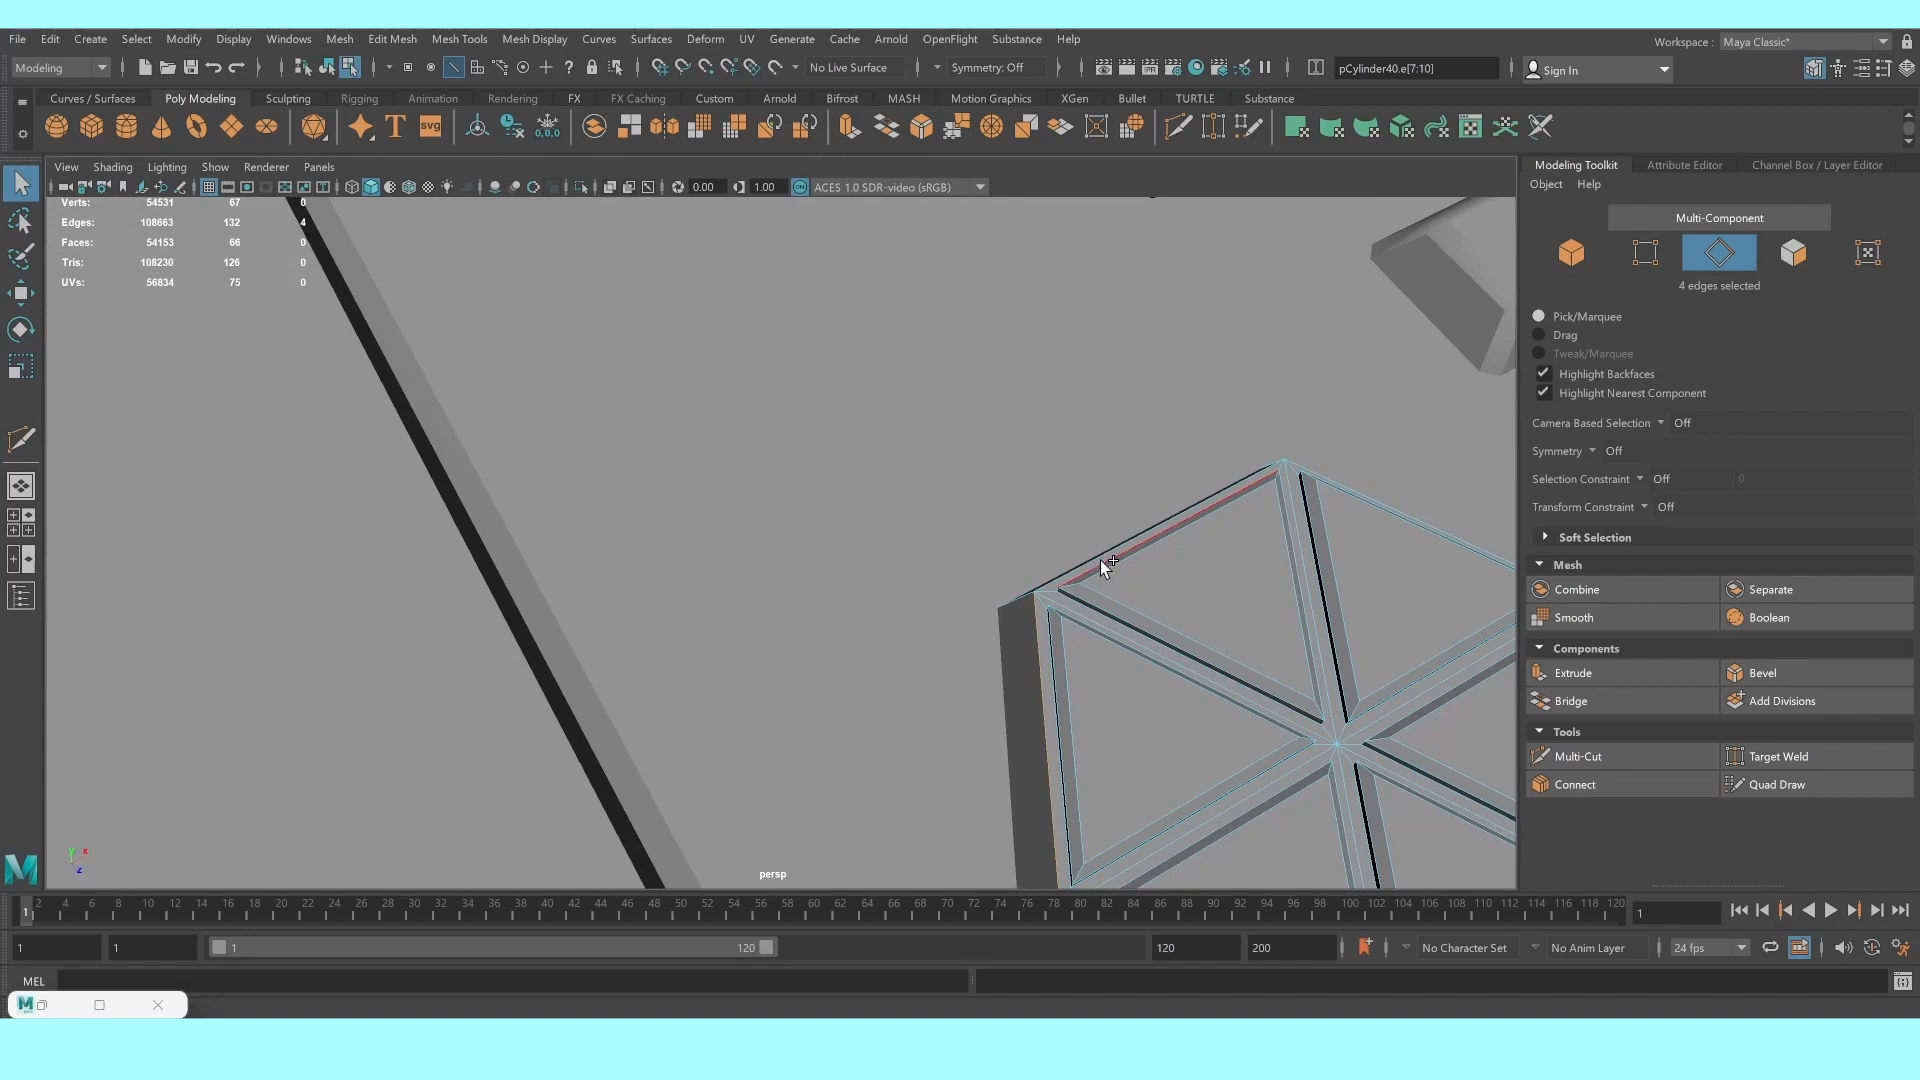 File Edit Create Select Modify Display Windows Mesh Edit Mesh Mesh Tools Mesh Display Curves Surfaces Deform UV Generate Cache Arnold OpenFlight Substance Help
Workspace : Maya Classic*
Modeling No Live Surface Symmetry: Off pCylinder40.e[7:10] Sign In
Curves / Surfaces Poly Modeling Sculpting Rigging Animation Rendering FX FX Caching Custom Arnold Bifrost MASH Motion Graphics XGen Bullet TURTLE Substance
svg 0,0,0
View Shading Lighting Show Renderer Panels
0.00 1.00 ON ACES 1.0 SDR-video (sRGB)
Verts: 54531 67 0
Edges: 108663 132 4
Faces: 54153 66 0
Tris: 108230 126 0
UVs: 56834 75 0
y x
z
persp
Modeling Toolkit Attribute Editor Channel Box / Layer Editor
Object Help
Multi-Component
4 edges selected
Pick/Marquee
Drag
Tweak/Marquee
Highlight Backfaces
Highlight Nearest Component
Camera Based Selection Off
Symmetry Off
Selection Constraint Off 0
Transform Constraint Off
Soft Selection
Mesh
Combine Separate
Smooth Boolean
Components
Extrude Bevel
Bridge Add Divisions
Tools
Multi-Cut Target Weld
Connect Quad Draw
1 2 4 6 8 10 12 14 16 18 20 22 24 26 28 30 32 34 36 38 40 42 44 46 48 50 52 54 56 58 60 62 64 66 68 70 72 74 76 78 80 82 84 86 88 90 92 94 96 98 100 102 104 106 108 110 112 114 116 118 120 1
1 1 1 120 120 200 No Character Set No Anim Layer 24 fps
MEL
M